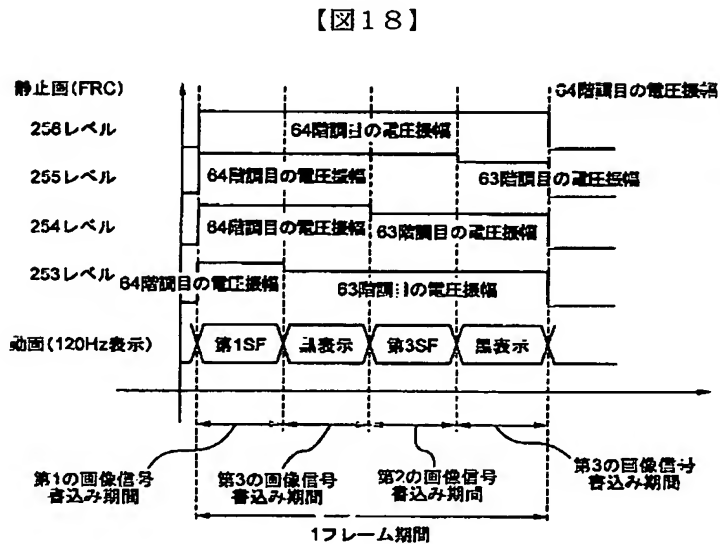 【図18】
静止画(FRC)
64階調目の電圧振幅
256レベル
64階調目の電圧振幅
255レベル
64階調目の電圧振幅
63階調目の電圧振幅
254レベル
64階調目の電圧振幅
63階調目の電圧振幅
253レベル
64階調目の電圧振幅
63階調目の電圧振幅
動画(120Hz表示)
第1SF
黒表示
第3SF
黒表示
第1の画像信号
書込み期間
第3の画像信号
書込み期間
第2の画像信号
書込み期間
第3の画像信号
書込み期間
1フレーム期間